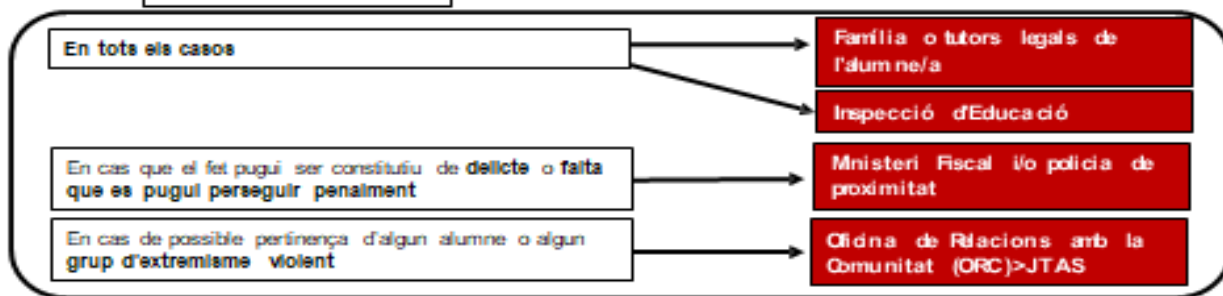 En tots els casos
Família o tutors legals de
l'alumne/a
Inspecció d'Educació
En cas que el fet pugui ser constitutiu de delicte o falta
que es pugui perseguir penalment
Ministeri Fiscal i/o policia de
proximitat
En cas de possible pertinença d'algun alumne o algun
grup d'extremisme violent
Oficina de Relacions amb la
Comunitat (ORC)>JTAS